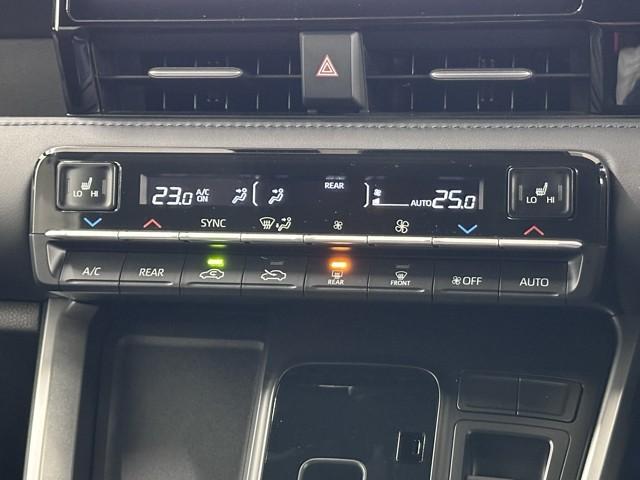 LO HI
23.0 A/C ON
REAR
AUTO 25.0
LO HI
SYNC
A/C
REAR
REAR
FRONT
OFF
AUTO